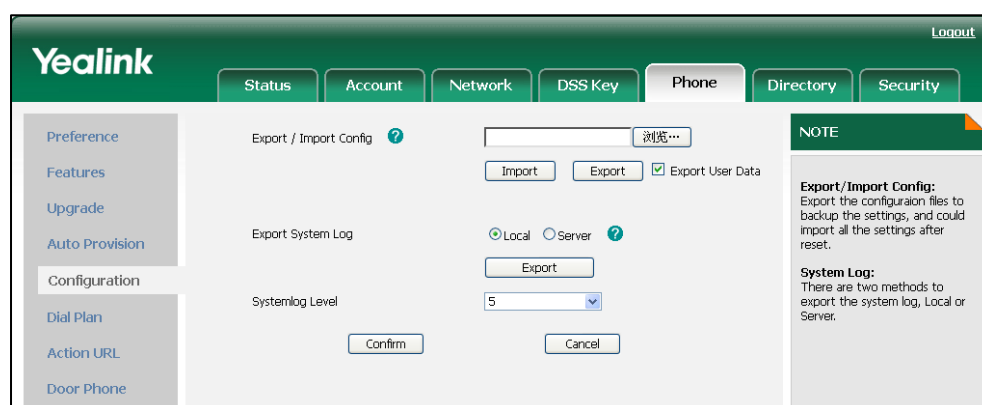 Logout
Yealink
Status Account Network DSS Key Phone Directory Security
Preference
Features
Upgrade
Auto Provision
Configuration
Dial Plan
Action URL
Door Phone
Export / Import Config ? 浏览…
Import Export Export User Data
Export System Log Local Server ?
Export
Systemlog Level 5
Confirm Cancel
NOTE
Export/Import Config:
Export the configuraion files to
backup the settings, and could
import all the settings after
reset.
System Log:
There are two methods to
export the system log, Local or
Server.